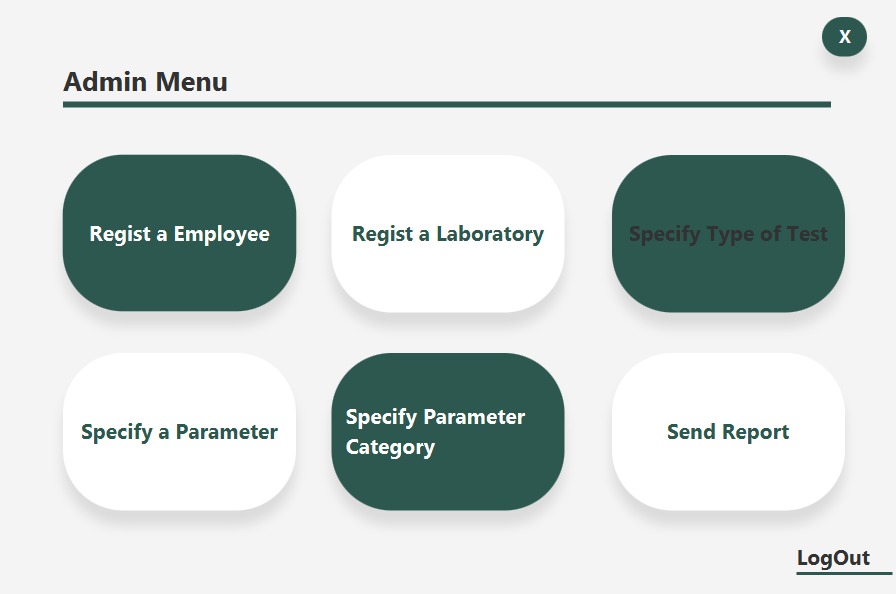 X
Admin Menu
Regist a Employee
Regist a Laboratory
Specify Type of Test
Specify a Parameter
Specify Parameter
Category
Send Report
LogOut